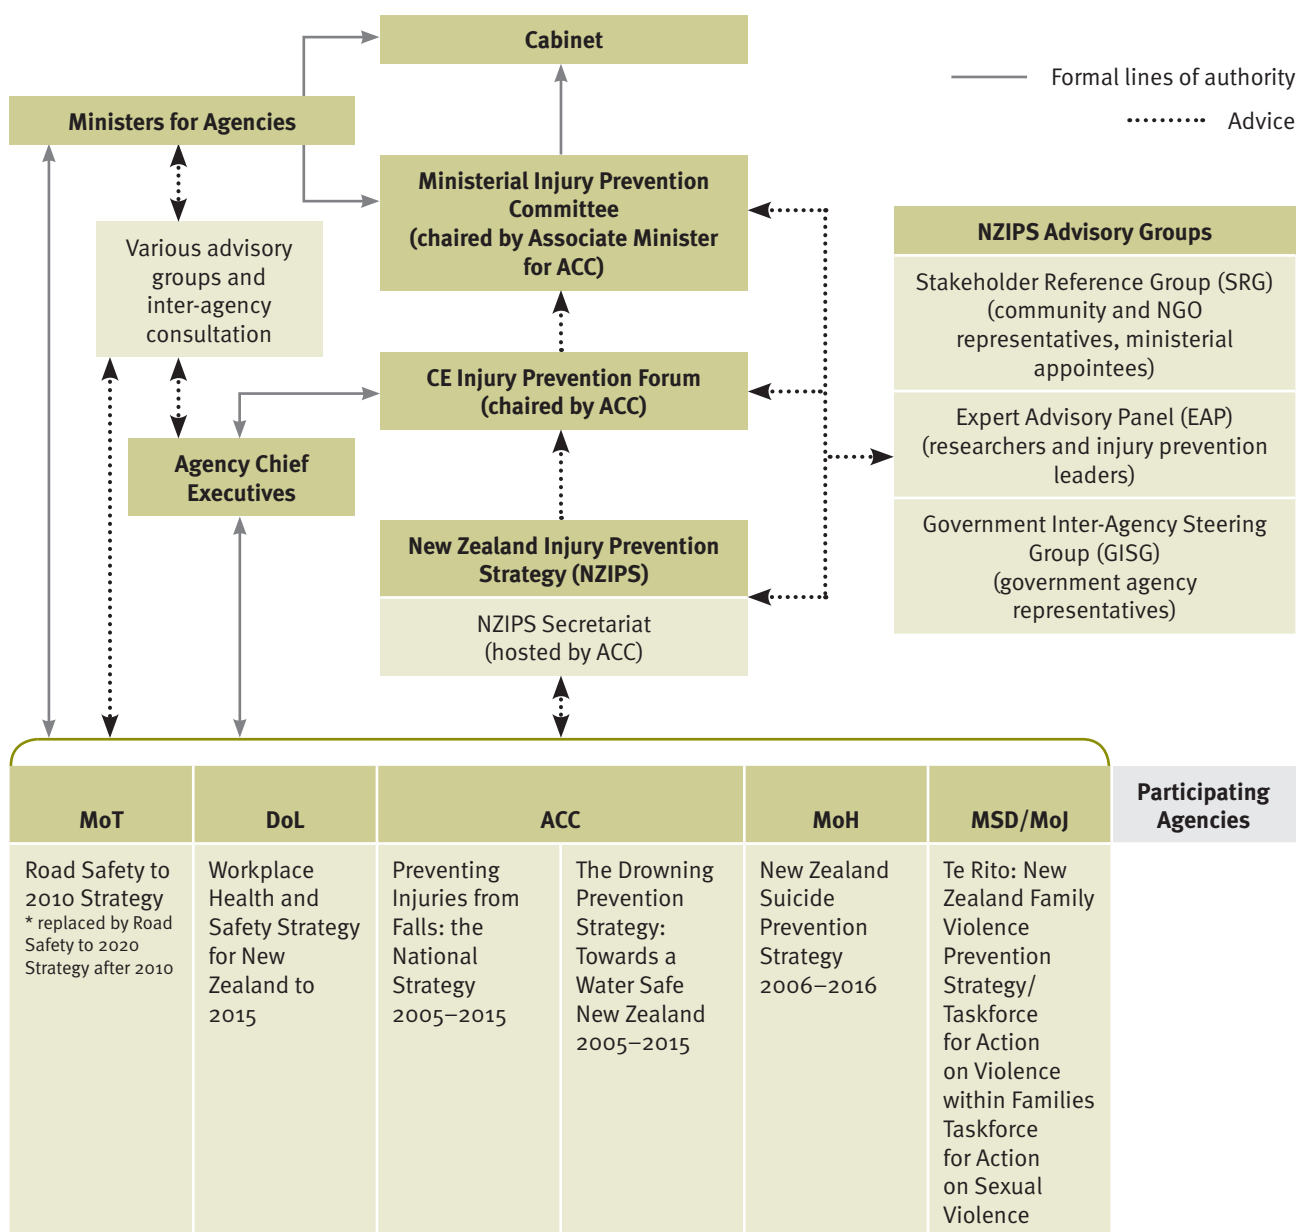 Cabinet
Formal lines of authority
Advice
Ministers for Agencies
Ministerial Injury Prevention
Committee
(chaired by Associate Minister
for ACC)
Various advisory
groups and
inter-agency
consultation
NZIPS Advisory Groups
Stakeholder Reference Group (SRG)
(community and NGO
representatives, ministerial
appointees)
Expert Advisory Panel (EAP)
(researchers and injury prevention
leaders)
Government Inter-Agency Steering
Group (GISG)
(government agency
representatives)
CE Injury Prevention Forum
(chaired by ACC)
Agency Chief
Executives
New Zealand Injury Prevention
Strategy (NZIPS)
NZIPS Secretariat
(hosted by ACC)
MoT
DoL
ACC
MoH
MSD/MoJ
Participating
Agencies
Road Safety to
2010 Strategy
* replaced by Road
Safety to 2020
Strategy after 2010
Workplace
Health and
Safety Strategy
for New
Zealand to
2015
Preventing
Injuries from
Falls: the
National
Strategy
2005–2015
The Drowning
Prevention
Strategy:
Towards a
Water Safe
New Zealand
2005–2015
New Zealand
Suicide
Prevention
Strategy
2006–2016
Te Rito: New
Zealand Family
Violence
Prevention
Strategy/
Taskforce
for Action
on Violence
within Families
Taskforce
for Action
on Sexual
Violence